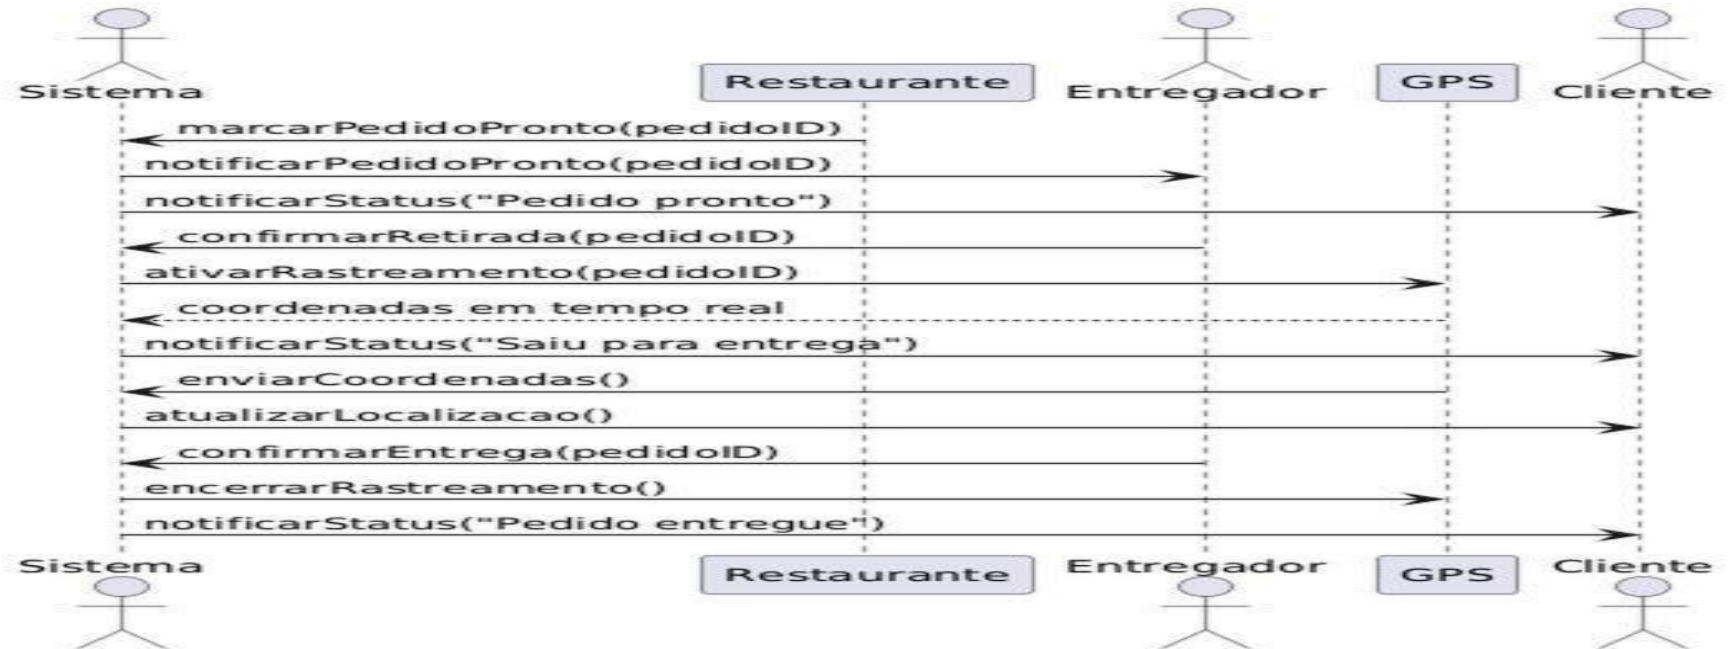 Sistema
Restaurante
Entregador
GPS
Cliente
marcarPedidoPronto(pedidoID)
notificarPedidoPronto(pedidoID)
notificarStatus("Pedido pronto")
confirmarRetirada(pedidoID)
ativarRastreamento(pedidoID)
coordenadas em tempo real
notificarStatus("Saiu para entrega")
enviarCoordenadas()
atualizarLocalizacao()
confirmarEntrega(pedidoID)
encerrarRastreamento()
notificarStatus("Pedido entregue")
Sistema
Restaurante
Entregador
GPS
Cliente